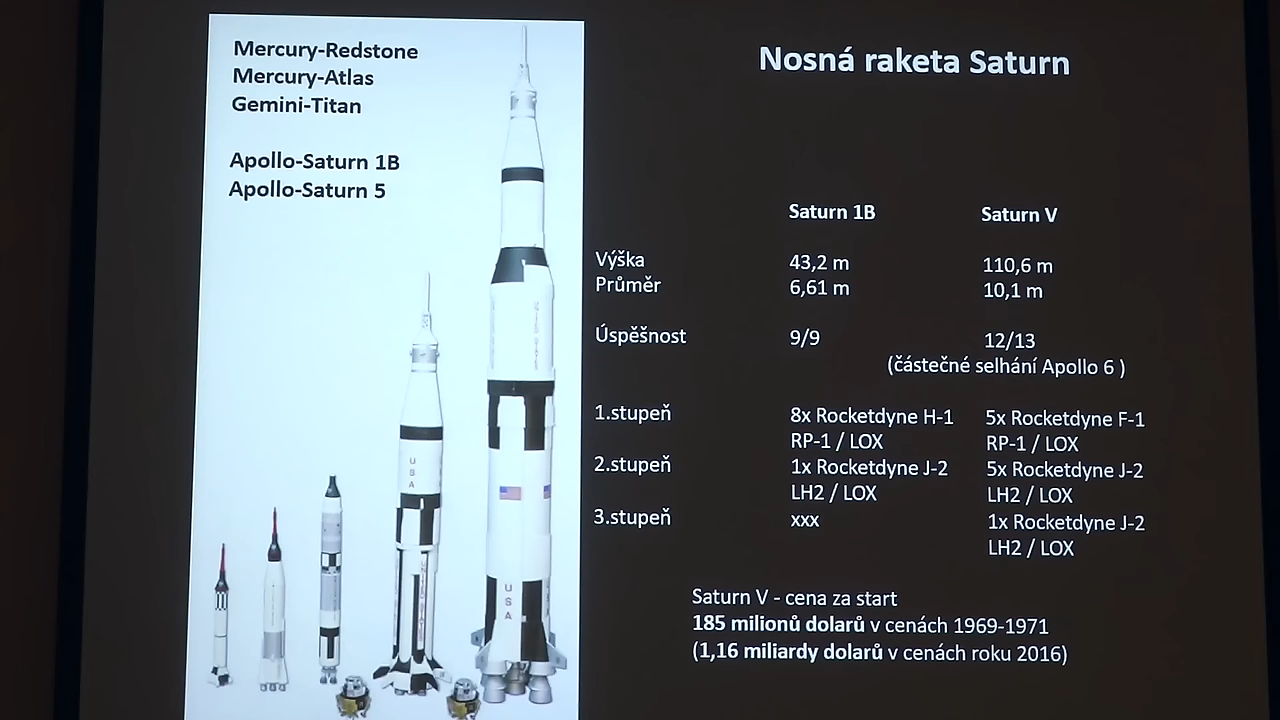 Mercury-Redstone
Mercury-Atlas
Gemini-Titan
Apollo-Saturn 1B
Apollo-Saturn 5
Nosná raketa Saturn
Saturn 1B Saturn V
Výška 43,2 m 110,6 m
Průměr 6,61 m 10,1 m
Úspěšnost 9/9 12/13
(částečné selhání Apollo 6 )
1.stupeň 8x Rocketdyne H-1 5x Rocketdyne F-1
RP-1 / LOX RP-1 / LOX
2.stupeň 1x Rocketdyne J-2 5x Rocketdyne J-2
LH2 / LOX LH2 / LOX
3.stupeň xxx 1x Rocketdyne J-2
LH2 / LOX
Saturn V - cena za start
185 milionů dolarů v cenách 1969-1971
(1,16 miliardy dolarů v cenách roku 2016)
USA
USA